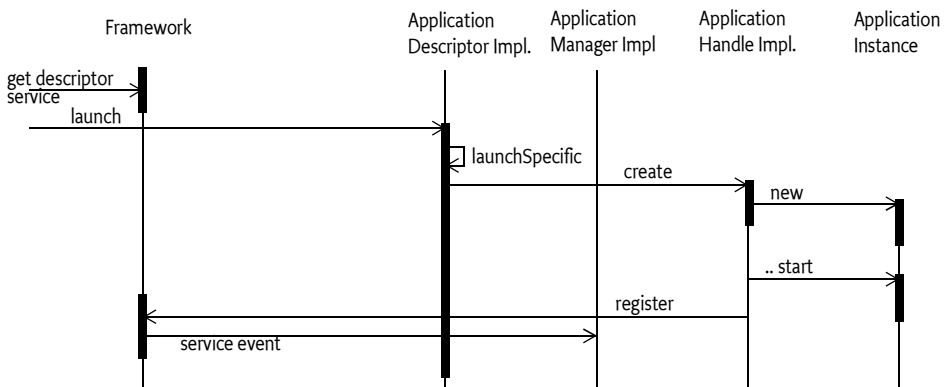 Framework
Application
Descriptor Impl.
Application
Manager Impl
Application
Handle Impl.
Application
Instance
get descriptor
service
launch
launchSpecific
create
new
.. start
register
service event